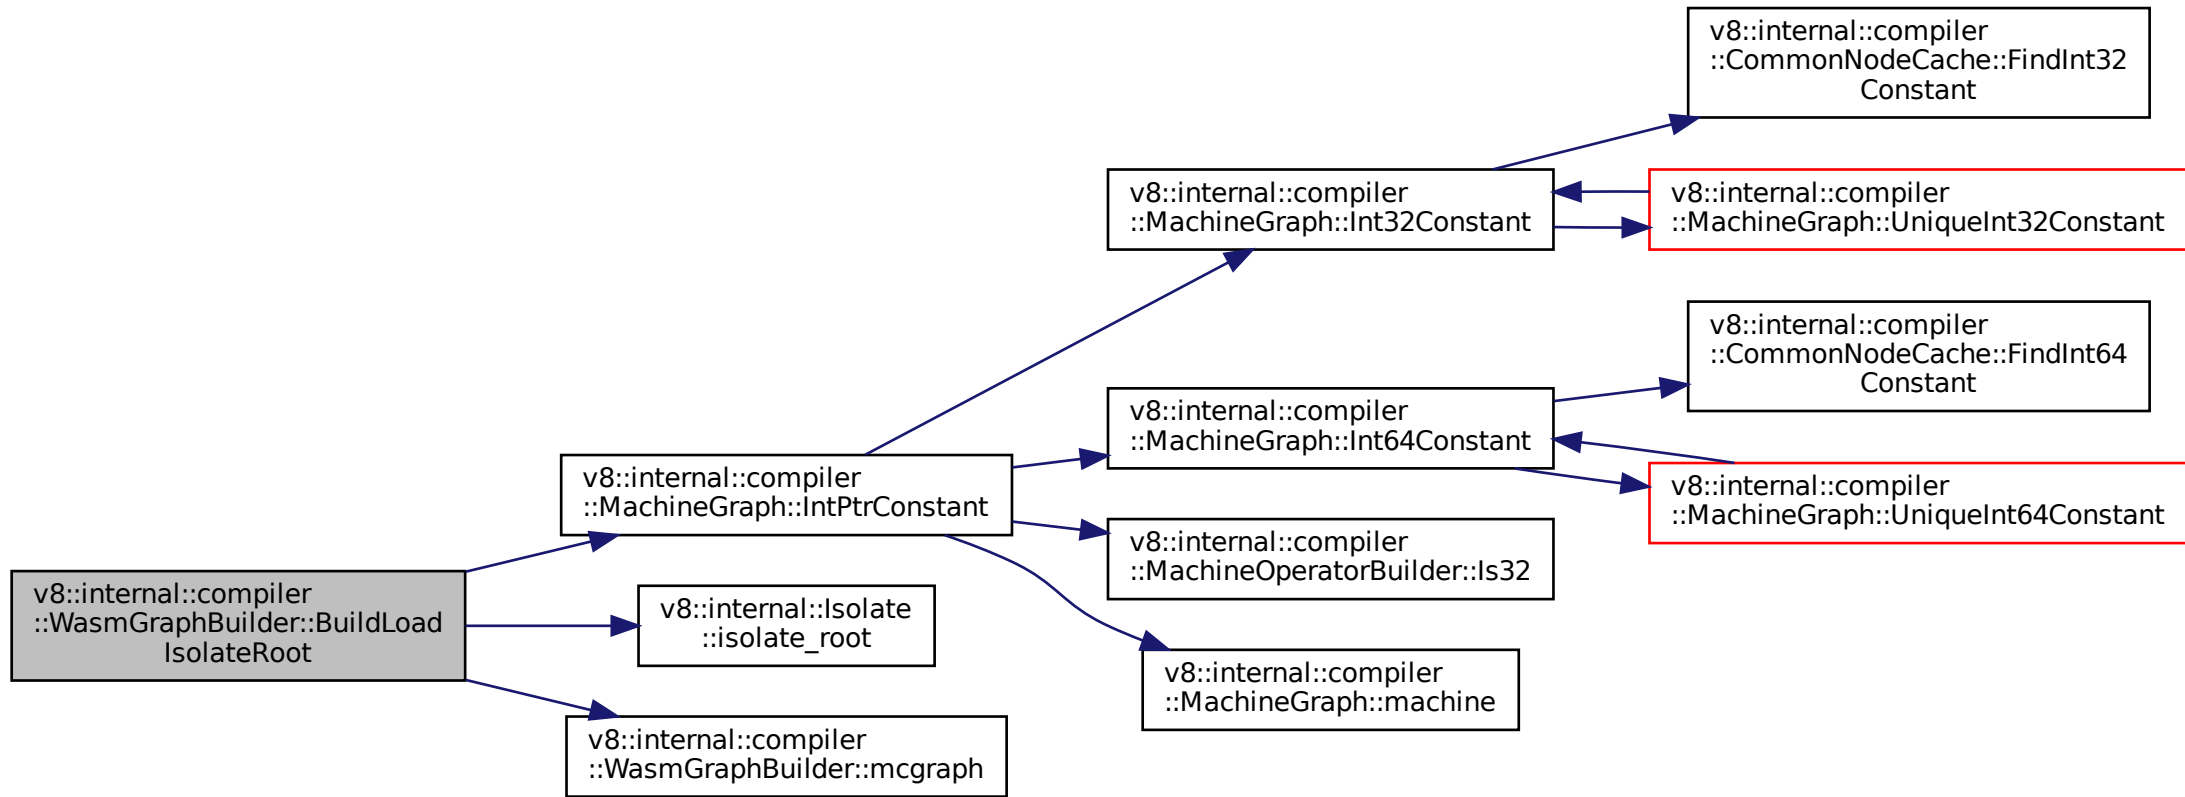 v8::internal::compiler
::CommonNodeCache::FindInt32
Constant
v8::internal::compiler
::MachineGraph::Int32Constant
v8::internal::compiler
::MachineGraph::UniqueInt32Constant
v8::internal::compiler
::CommonNodeCache::FindInt64
Constant
v8::internal::compiler
::MachineGraph::Int64Constant
v8::internal::compiler
::MachineGraph::IntPtrConstant
v8::internal::compiler
::MachineGraph::UniqueInt64Constant
v8::internal::compiler
::MachineOperatorBuilder::Is32
v8::internal::compiler
::WasmGraphBuilder::BuildLoad
IsolateRoot
v8::internal::Isolate
::isolate_root
v8::internal::compiler
::MachineGraph::machine
v8::internal::compiler
::WasmGraphBuilder::mcgraph